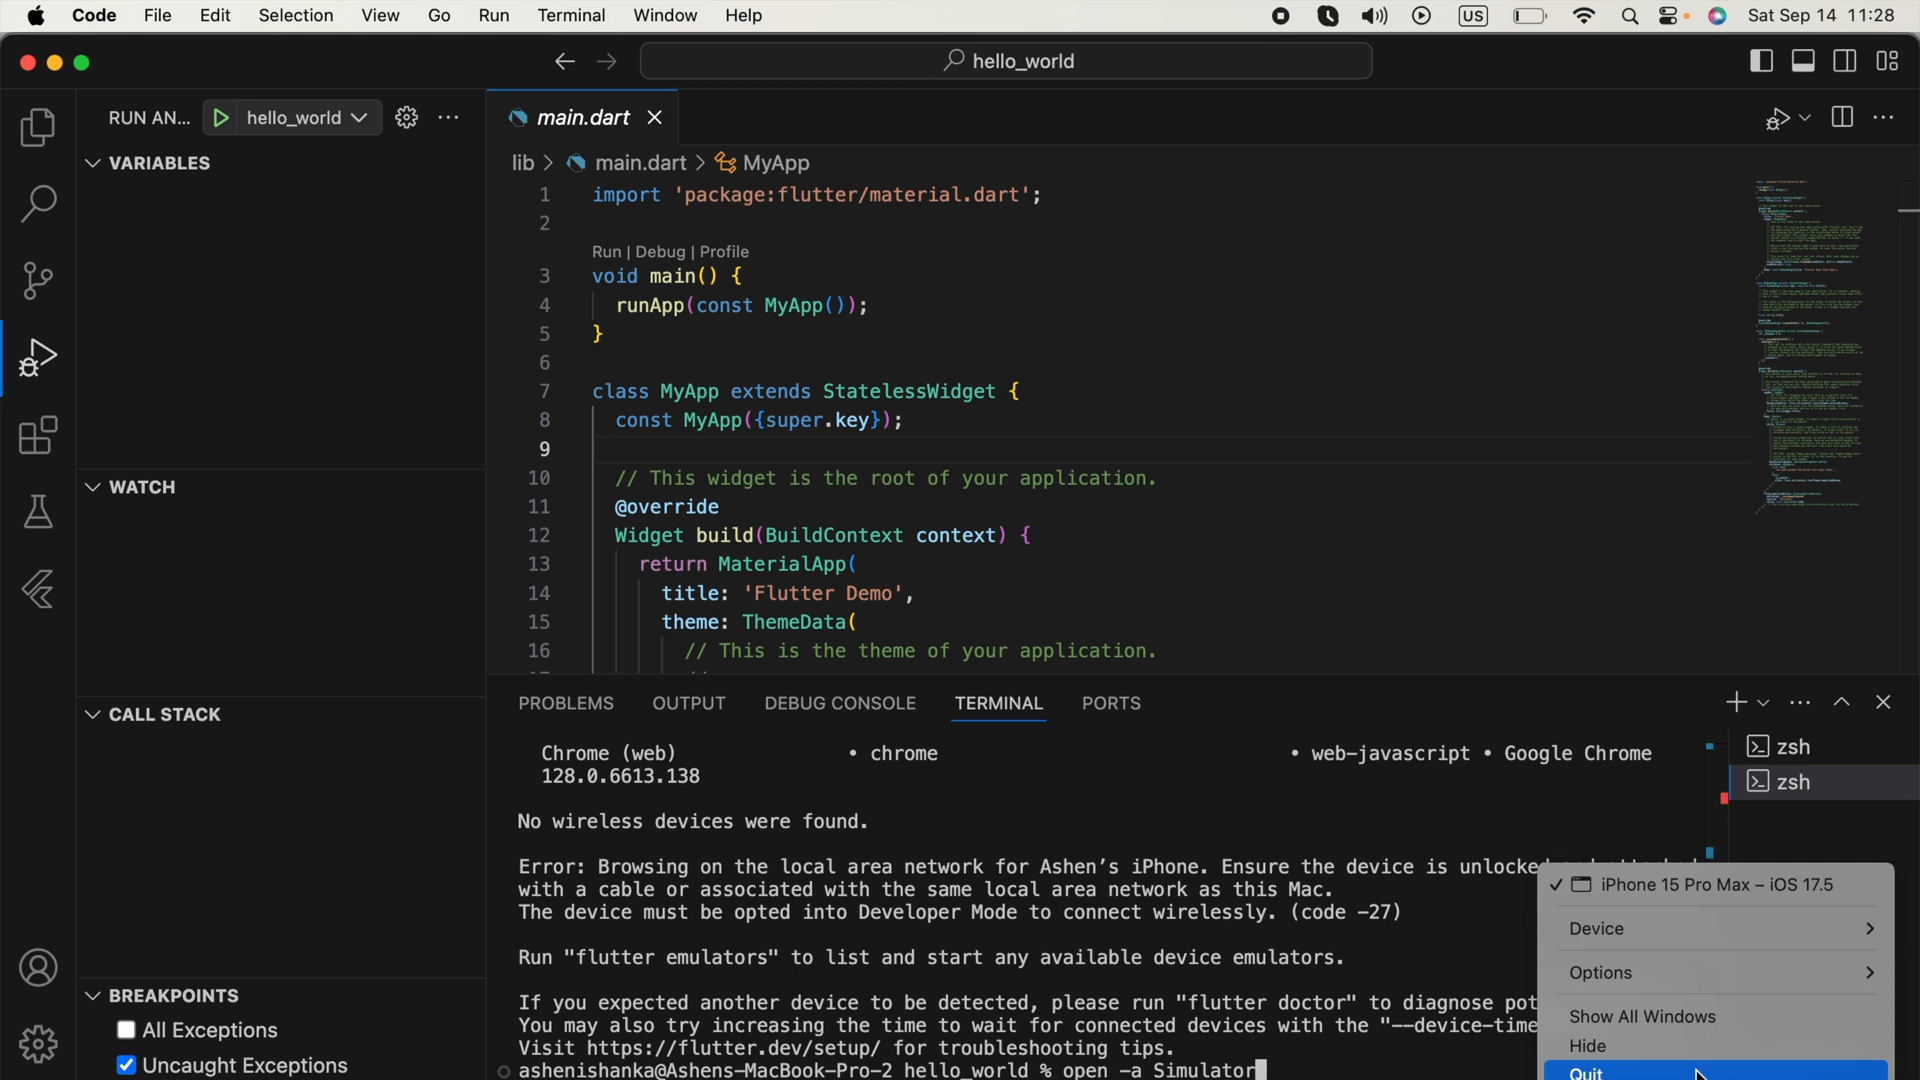 Code File Edit Selection View Go Run Terminal Window Help US Sat Sep 14 11:28
hello_world
RUN AN... hello_world
main.dart
VARIABLES
lib > main.dart > MyApp
1 import 'package:flutter/material.dart';
2
Run | Debug | Profile
3 void main() {
4 runApp(const MyApp());
5 }
6
7 class MyApp extends StatelessWidget {
8 const MyApp({super.key});
9
WATCH
10 // This widget is the root of your application.
11 @override
12 Widget build(BuildContext context) {
13 return MaterialApp(
14 title: 'Flutter Demo',
15 theme: ThemeData(
16 // This is the theme of your application.
CALL STACK
PROBLEMS OUTPUT DEBUG CONSOLE TERMINAL PORTS
Chrome (web) • chrome • web-javascript • Google Chrome
128.0.6613.138
zsh
zsh
No wireless devices were found.
Error: Browsing on the local area network for Ashen’s iPhone. Ensure the device is unlocked
with a cable or associated with the same local area network as this Mac.
The device must be opted into Developer Mode to connect wirelessly. (code -27)
Run "flutter emulators" to list and start any available device emulators.
If you expected another device to be detected, please run "flutter doctor" to diagnose pot
You may also try increasing the time to wait for connected devices with the "--device-time
Visit https://flutter.dev/setup/ for troubleshooting tips.
ashenishanka@Ashens-MacBook-Pro-2 hello_world % open -a Simulator
iPhone 15 Pro Max – iOS 17.5
Device
Options
Show All Windows
Hide
Quit
BREAKPOINTS
All Exceptions
Uncaught Exceptions